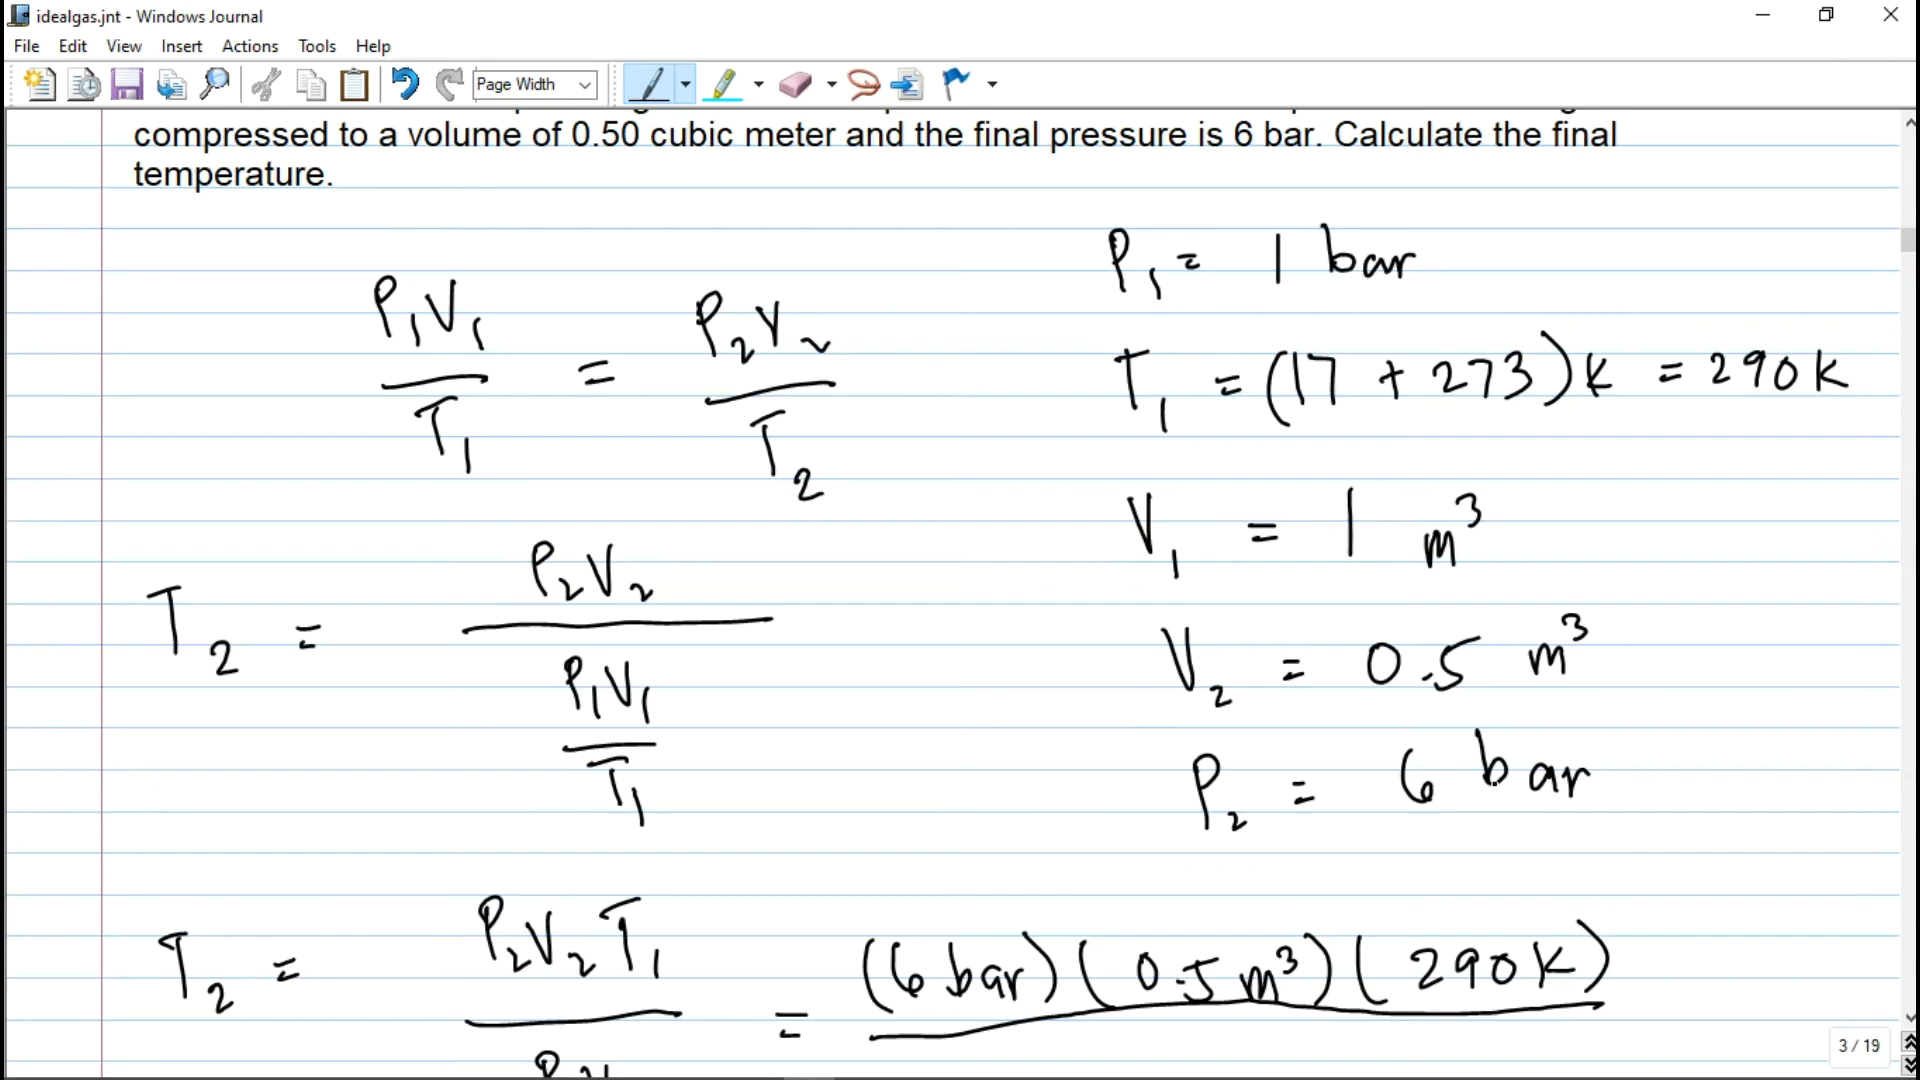 idealgas.jnt - Windows Journal
File Edit View Insert Actions Tools Help
Page Width
compressed to a volume of 0.50 cubic meter and the final pressure is 6 bar. Calculate the final
temperature.
P₁ = 1 bar
P₁V₁ / T₁ = P₂V₂ / T₂
T₁ = (17 + 273)K = 290K
V₁ = 1 m³
T₂ = P₂V₂ / (P₁V₁ / T₁)
V₂ = 0.5 m³
P₂ = 6 bar
T₂ = P₂V₂T₁ = (6 bar)(0.5m³)(290K)
3 / 19